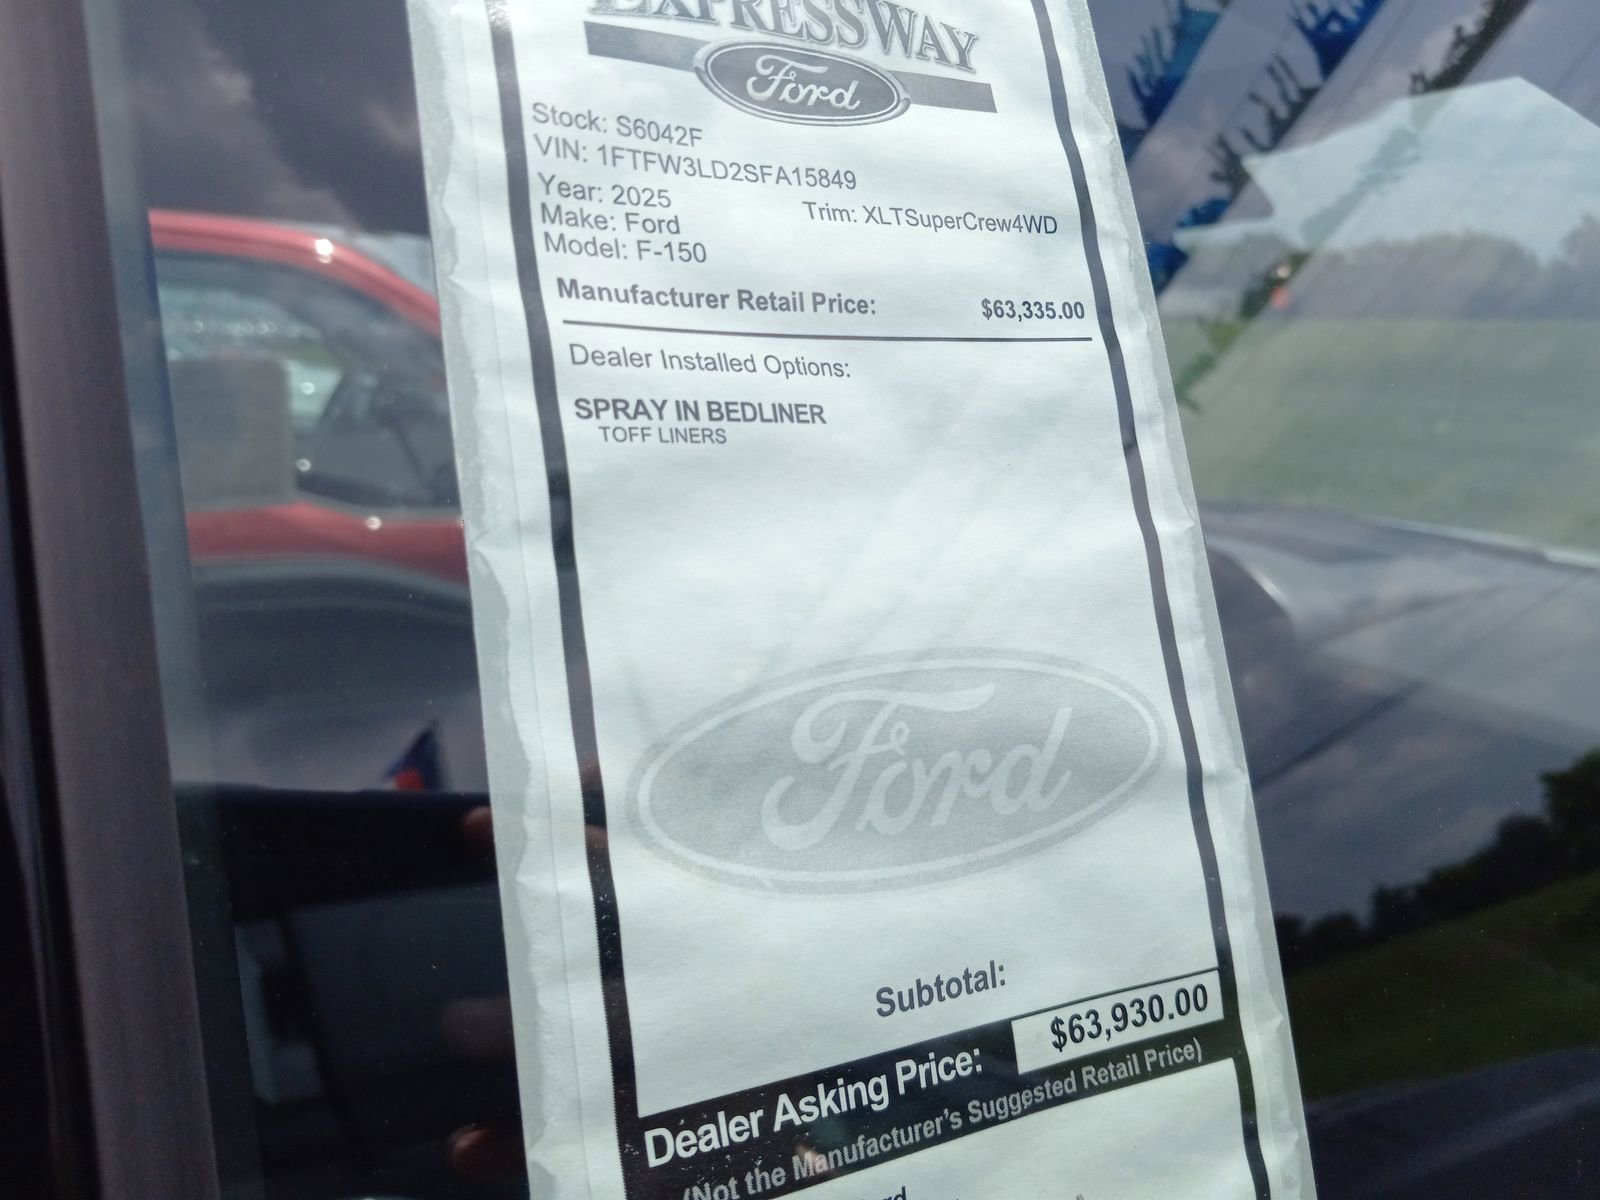 EXPRESSWAY
Ford
Stock: S6042F
VIN: 1FTFW3LD2SFA15849
Year: 2025
Trim: XLTSuperCrew4WD
Make: Ford
Model: F-150
Manufacturer Retail Price: $63,335.00
Dealer Installed Options:
SPRAY IN BEDLINER
TOFF LINERS
Ford
Subtotal:
Dealer Asking Price: $63,930.00
(Not the Manufacturer's Suggested Retail Price)